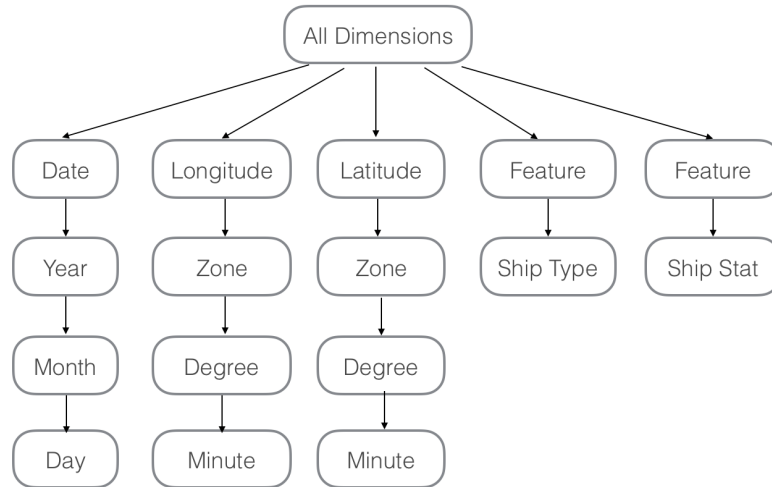 All Dimensions
Date
Longitude
Latitude
Feature
Feature
Year
Zone
Zone
Ship Type
Ship Stat
Month
Degree
Degree
Day
Minute
Minute